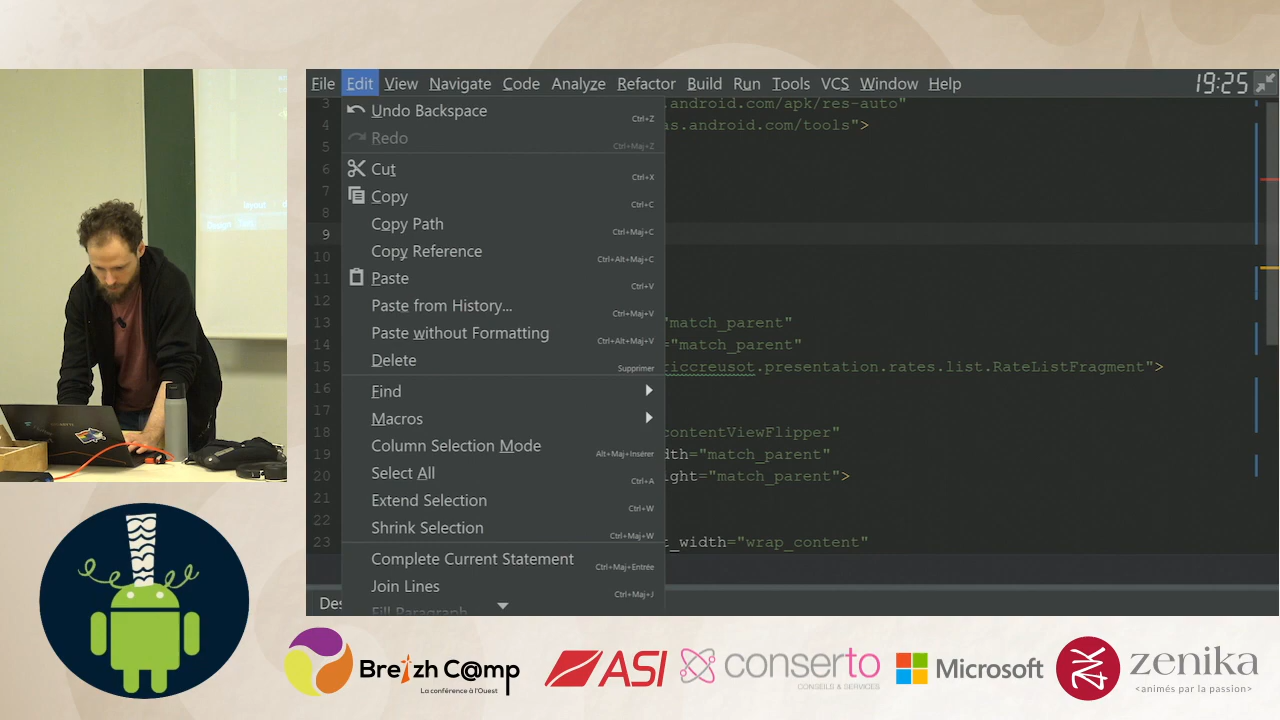 File Edit View Navigate Code Analyze Refactor Build Run Tools VCS Window Help 19:25
3 .android.com/apk/res-auto"
4 as.android.com/tools">
5
6
7
8
9
10
11
12
13 "match_parent"
14 ="match_parent"
15 riccreusot.presentation.rates.list.RateListFragment">
16
17
18 contentViewFlipper"
19 dth="match_parent"
20 ight="match_parent">
21
22
23 t_width="wrap_content"
Undo Backspace Ctrl+Z
Redo Ctrl+Maj+Z
Cut Ctrl+X
Copy Ctrl+C
Copy Path Ctrl+Maj+C
Copy Reference Ctrl+Alt+Maj+C
Paste Ctrl+V
Paste from History... Ctrl+Maj+V
Paste without Formatting Ctrl+Alt+Maj+V
Delete Supprimer
Find
Macros
Column Selection Mode Alt+Maj+Insérer
Select All Ctrl+A
Extend Selection Ctrl+W
Shrink Selection Ctrl+Maj+W
Complete Current Statement Ctrl+Maj+Entrée
Join Lines Ctrl+Maj+J
Fill Paragraph
Breizh C@mp
La conférence à l'Ouest
ASI
conserto
CONSEILS & SERVICES
Microsoft
zenika
<animés par la passion>